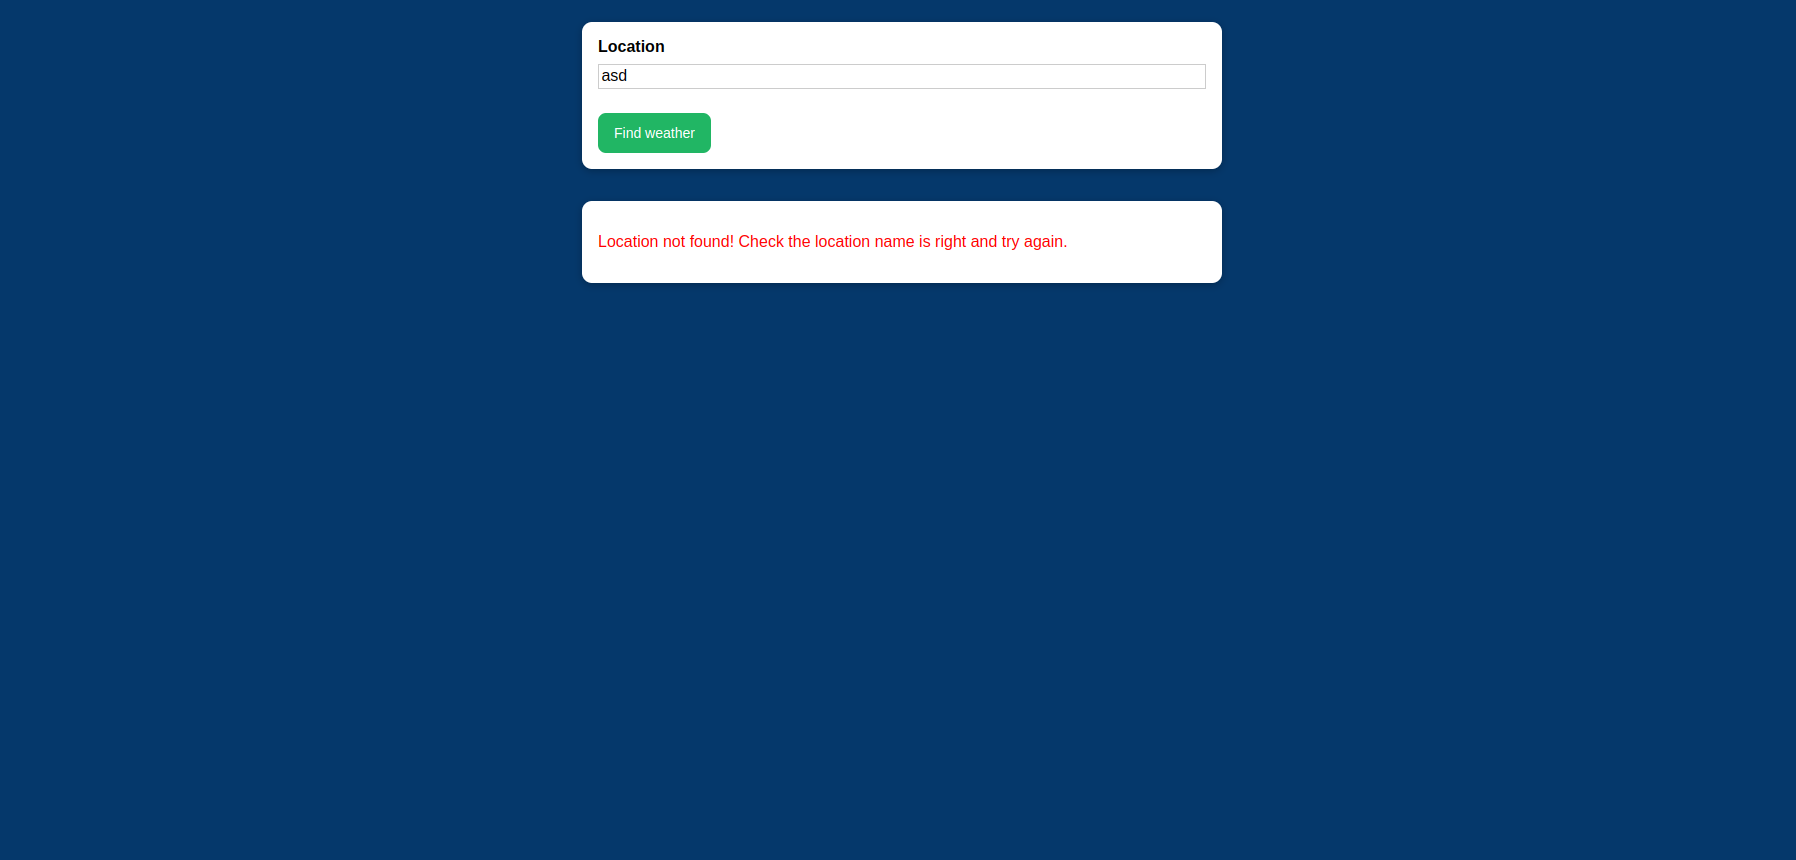 Location
asd
Find weather
Location not found! Check the location name is right and try again.